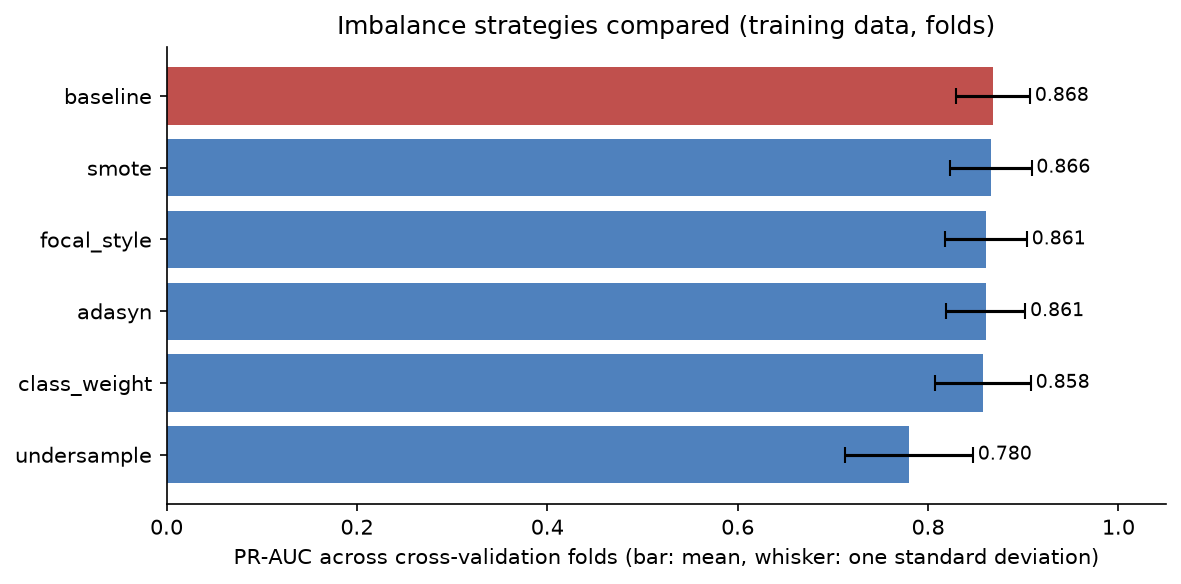 Imbalance strategies compared (training data, folds)
baseline 0.868
smote 0.866
focal_style 0.861
adasyn 0.861
class_weight 0.858
undersample 0.780
0.0 0.2 0.4 0.6 0.8 1.0
PR-AUC across cross-validation folds (bar: mean, whisker: one standard deviation)